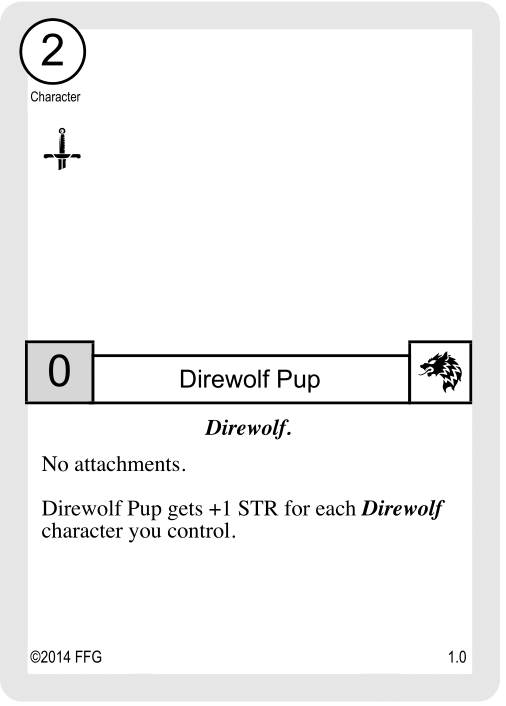 2
Character
0
Direwolf Pup
Direwolf.
No attachments.
Direwolf Pup gets +1 STR for each Direwolf
character you control.
©2014 FFG
1.0